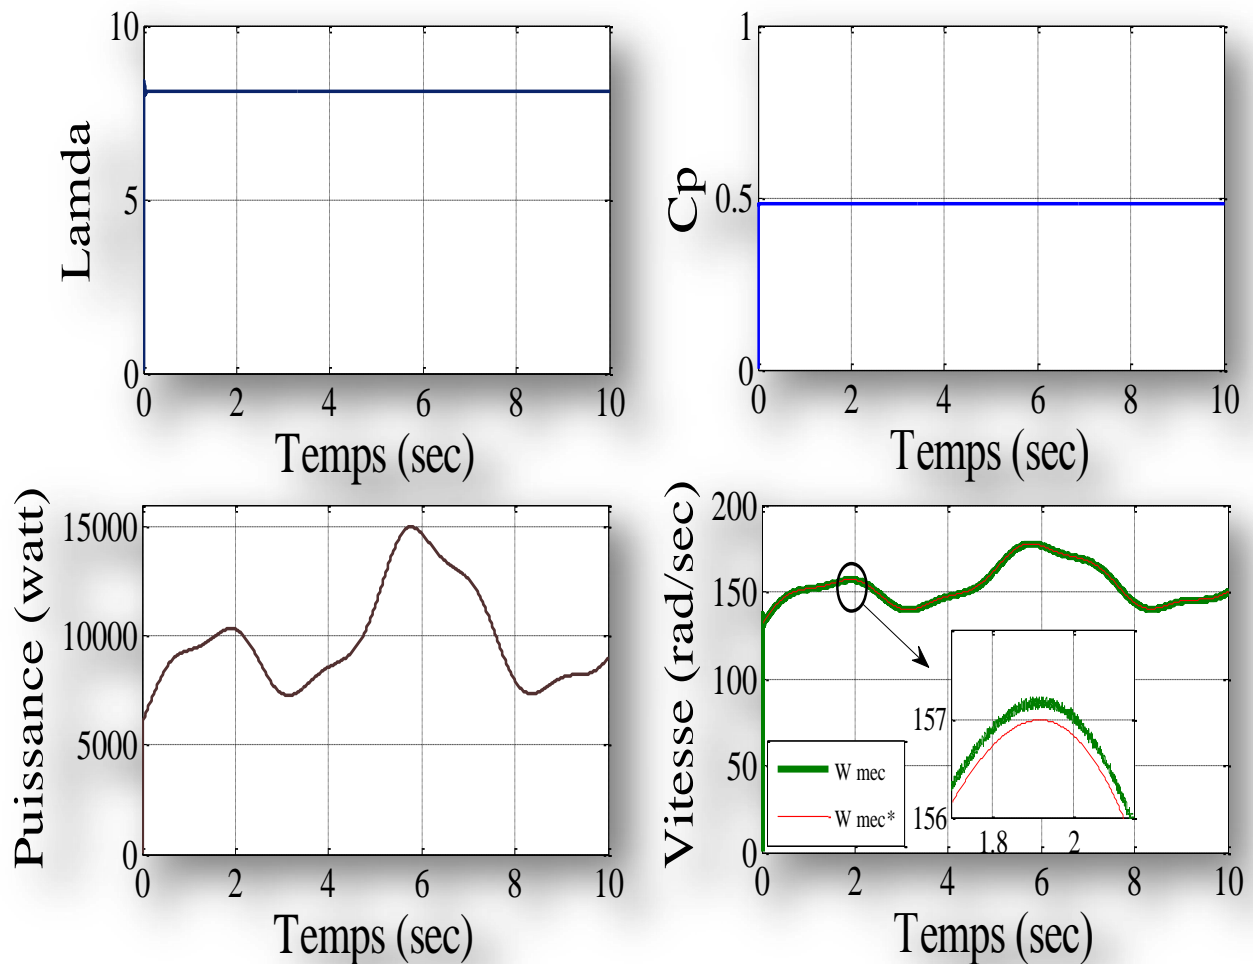 Lamda
10
5
0
0 2 4 6 8 10
Temps (sec)
Cp
1
0.5
0
0 2 4 6 8 10
Temps (sec)
Puissance (watt)
15000
10000
5000
0
0 2 4 6 8 10
Temps (sec)
Vitesse (rad/sec)
200
150
100
50
0
0 2 4 6 8 10
Temps (sec)
W mec
W mec*
157
156
1.8 2